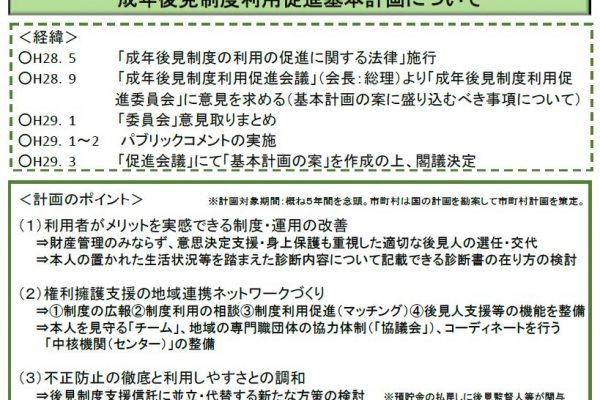 成年後見制度利用促進基本計画について
＜経緯＞
〇H28. 5 「成年後見制度の利用の促進に関する法律」施行
〇H28. 9 「成年後見制度利用促進会議」（会長：総理）より「成年後見制度利用促
進委員会」に意見を求める（基本計画の案に盛り込むべき事項について）
〇H29. 1 「委員会」意見取りまとめ
〇H29. 1～2 パブリックコメントの実施
〇H29. 3 「促進会議」にて「基本計画の案」を作成の上、閣議決定
＜計画のポイント＞ ※計画対象期間：概ね５年間を念頭。市町村は国の計画を勘案して市町村計画を策定。
（１）利用者がメリットを実感できる制度・運用の改善
⇒財産管理のみならず、意思決定支援・身上保護も重視した適切な後見人の選任・交代
⇒本人の置かれた生活状況等を踏まえた診断内容について記載できる診断書の在り方の検討
（２）権利擁護支援の地域連携ネットワークづくり
⇒①制度の広報②制度利用の相談③制度利用促進（マッチング）④後見人支援等の機能を整備
⇒本人を見守る「チーム」、地域の専門職団体の協力体制（「協議会」）、コーディネートを行う
「中核機関（センター）」の整備
（３）不正防止の徹底と利用しやすさとの調和
⇒後見制度支援信託に並立・代替する新たな方策の検討 ※預貯金の払戻しに後見監督人等が関与